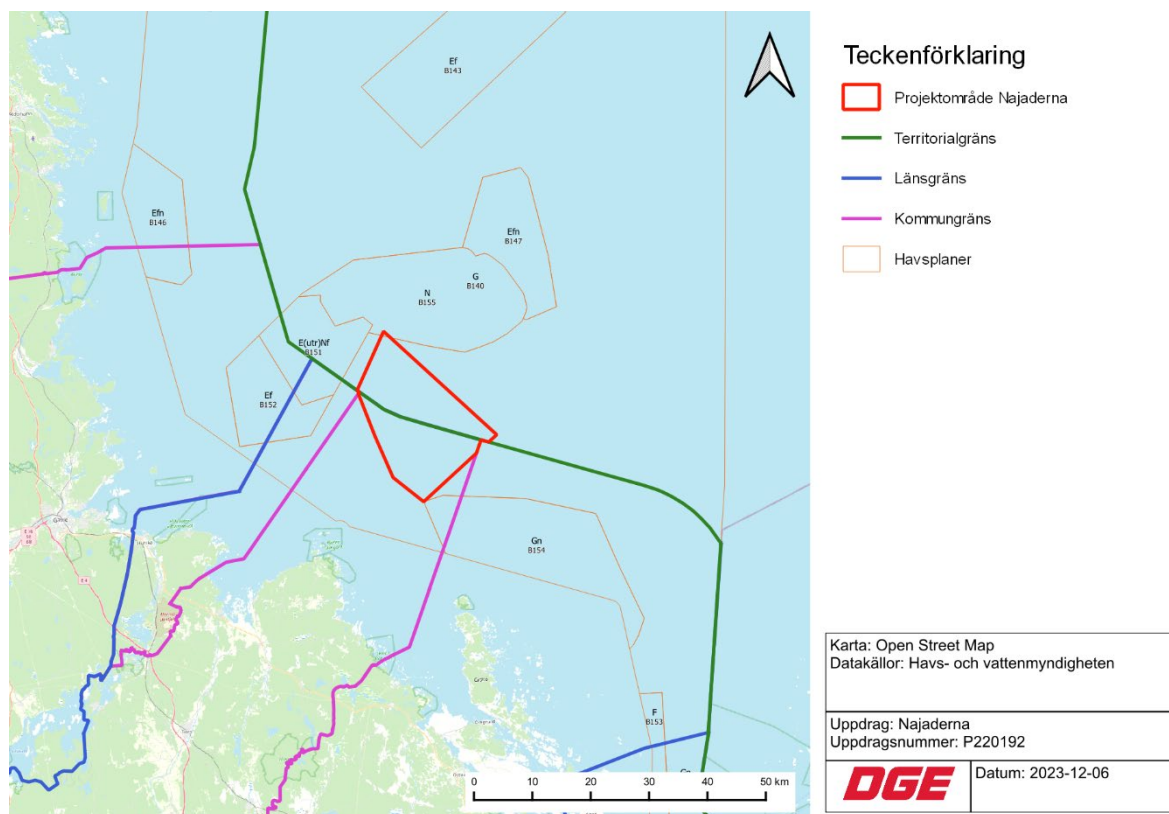 Ef
B143
Efn
B146
Efn
B147
G
B140
N
B155
E(utr)Nf
B151
Ef
B152
Gn
B154
F
B153
E4
0 10 20 30 40 50 km
Teckenförklaring
Projektområde Najaderna
Territorialgräns
Länsgräns
Kommungräns
Havsplaner
Karta: Open Street Map
Datakällor: Havs- och vattenmyndigheten
Uppdrag: Najaderna
Uppdragsnummer: P220192
DGE
Datum: 2023-12-06